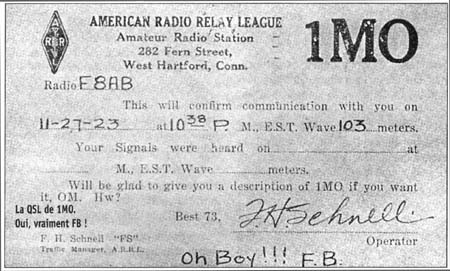 AMERICAN RADIO RELAY LEAGUE
Amateur Radio Station
282 Fern Street,
West Hartford, Conn.
1MO
ARRL
Radio F8AB
This will confirm communication with you on
11-27-23 at 10 38 P. M., E.S.T. Wave 103 meters.
Your Signals were heard on at
M., E.S.T. Wave meters.
Will be glad to give you a description of 1MO if you want
it, OM. Hw?
La QSL de 1MO.
Oui, vraiment FB !
Best 73, F.H. Schnell
F. H. Schnell "FS" Operator
Traffic Manager, A.R.R.L.
Oh Boy!!! F.B.